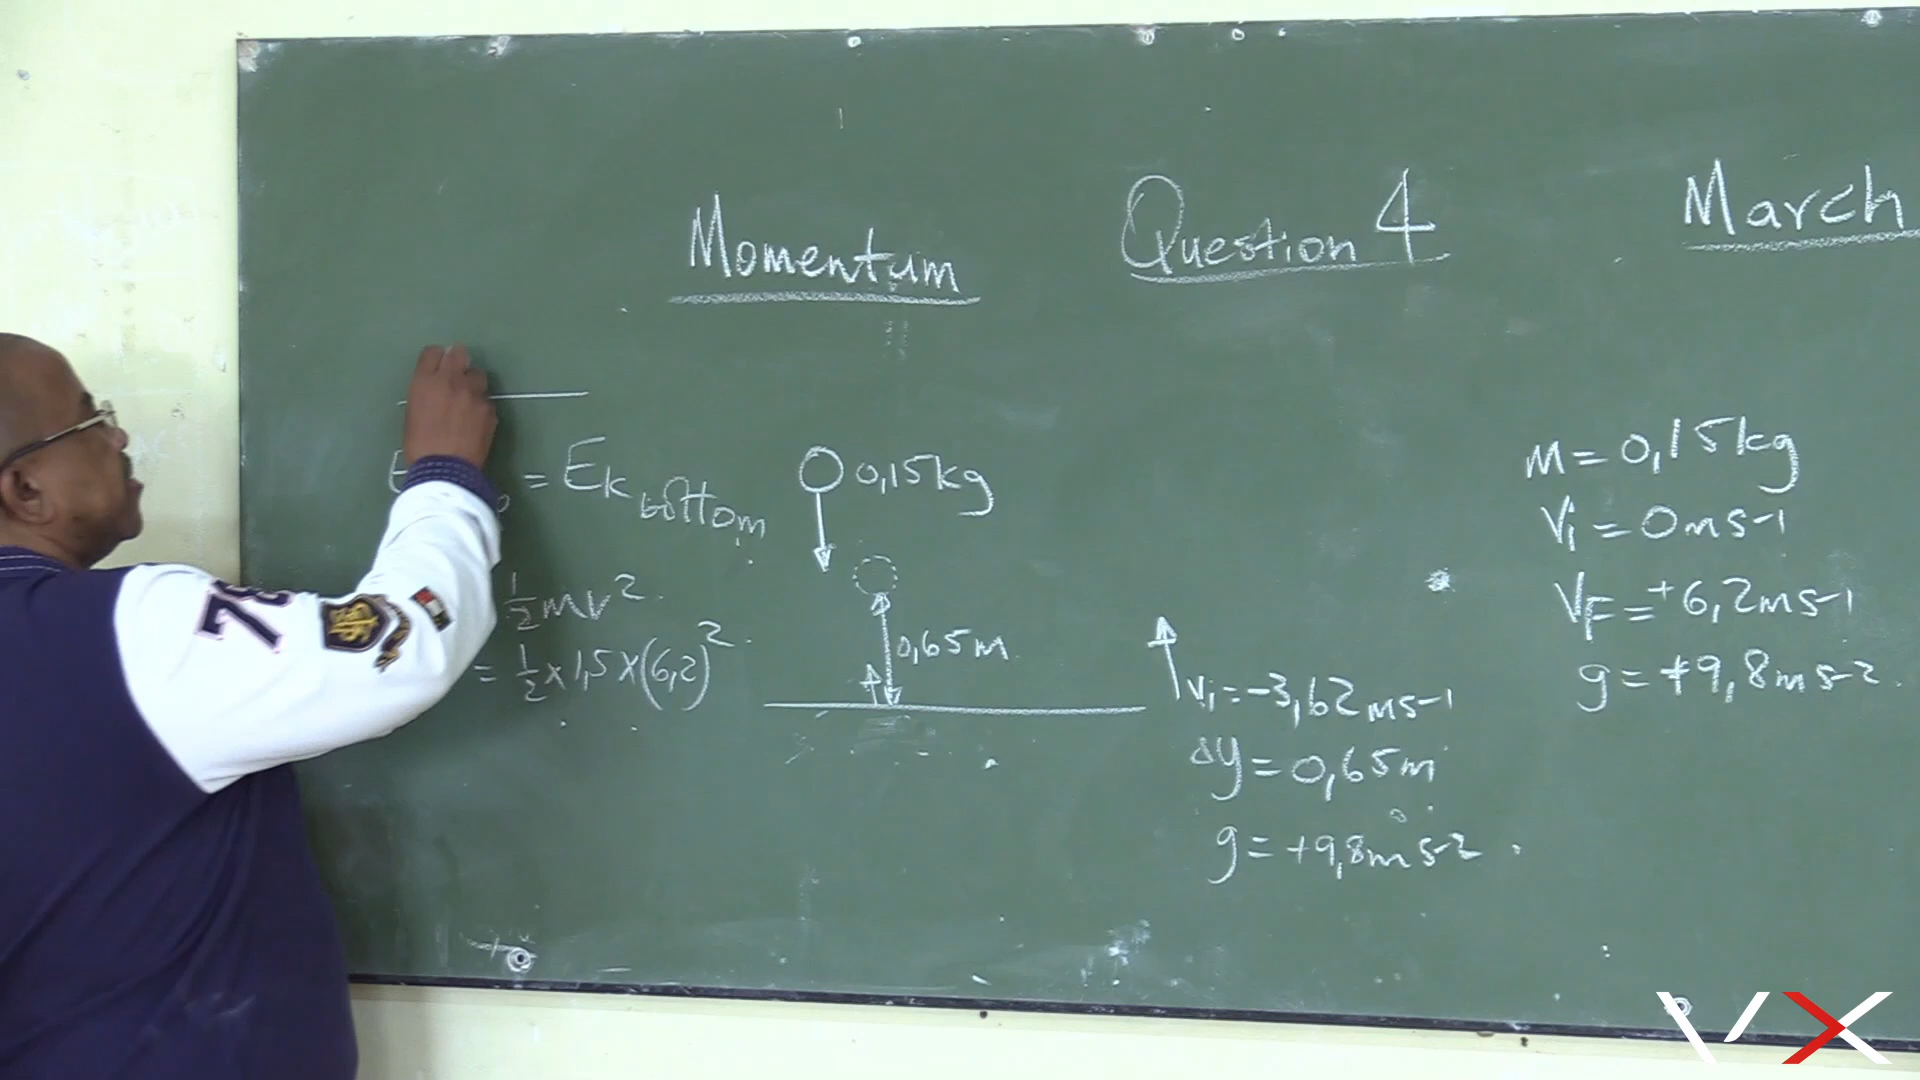 Momentum
Question 4
March
= Ek bottom
½mv².
= ½ x 1,5 x (6,2)².
0,15kg
0,65m
Vi = -3,62ms-1
Δy = 0,65m
g = +9,8ms-2.
m = 0,15kg
Vi = 0ms-1
VF = +6,2ms-1
g = +9,8ms-2.
78
VX